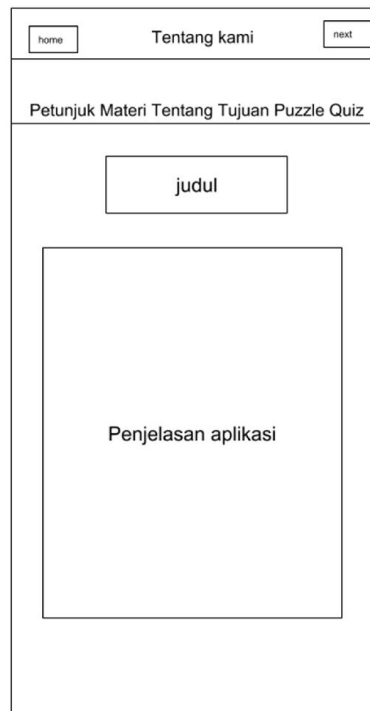 home
Tentang kami
next
Petunjuk Materi Tentang Tujuan Puzzle Quiz
judul
Penjelasan aplikasi